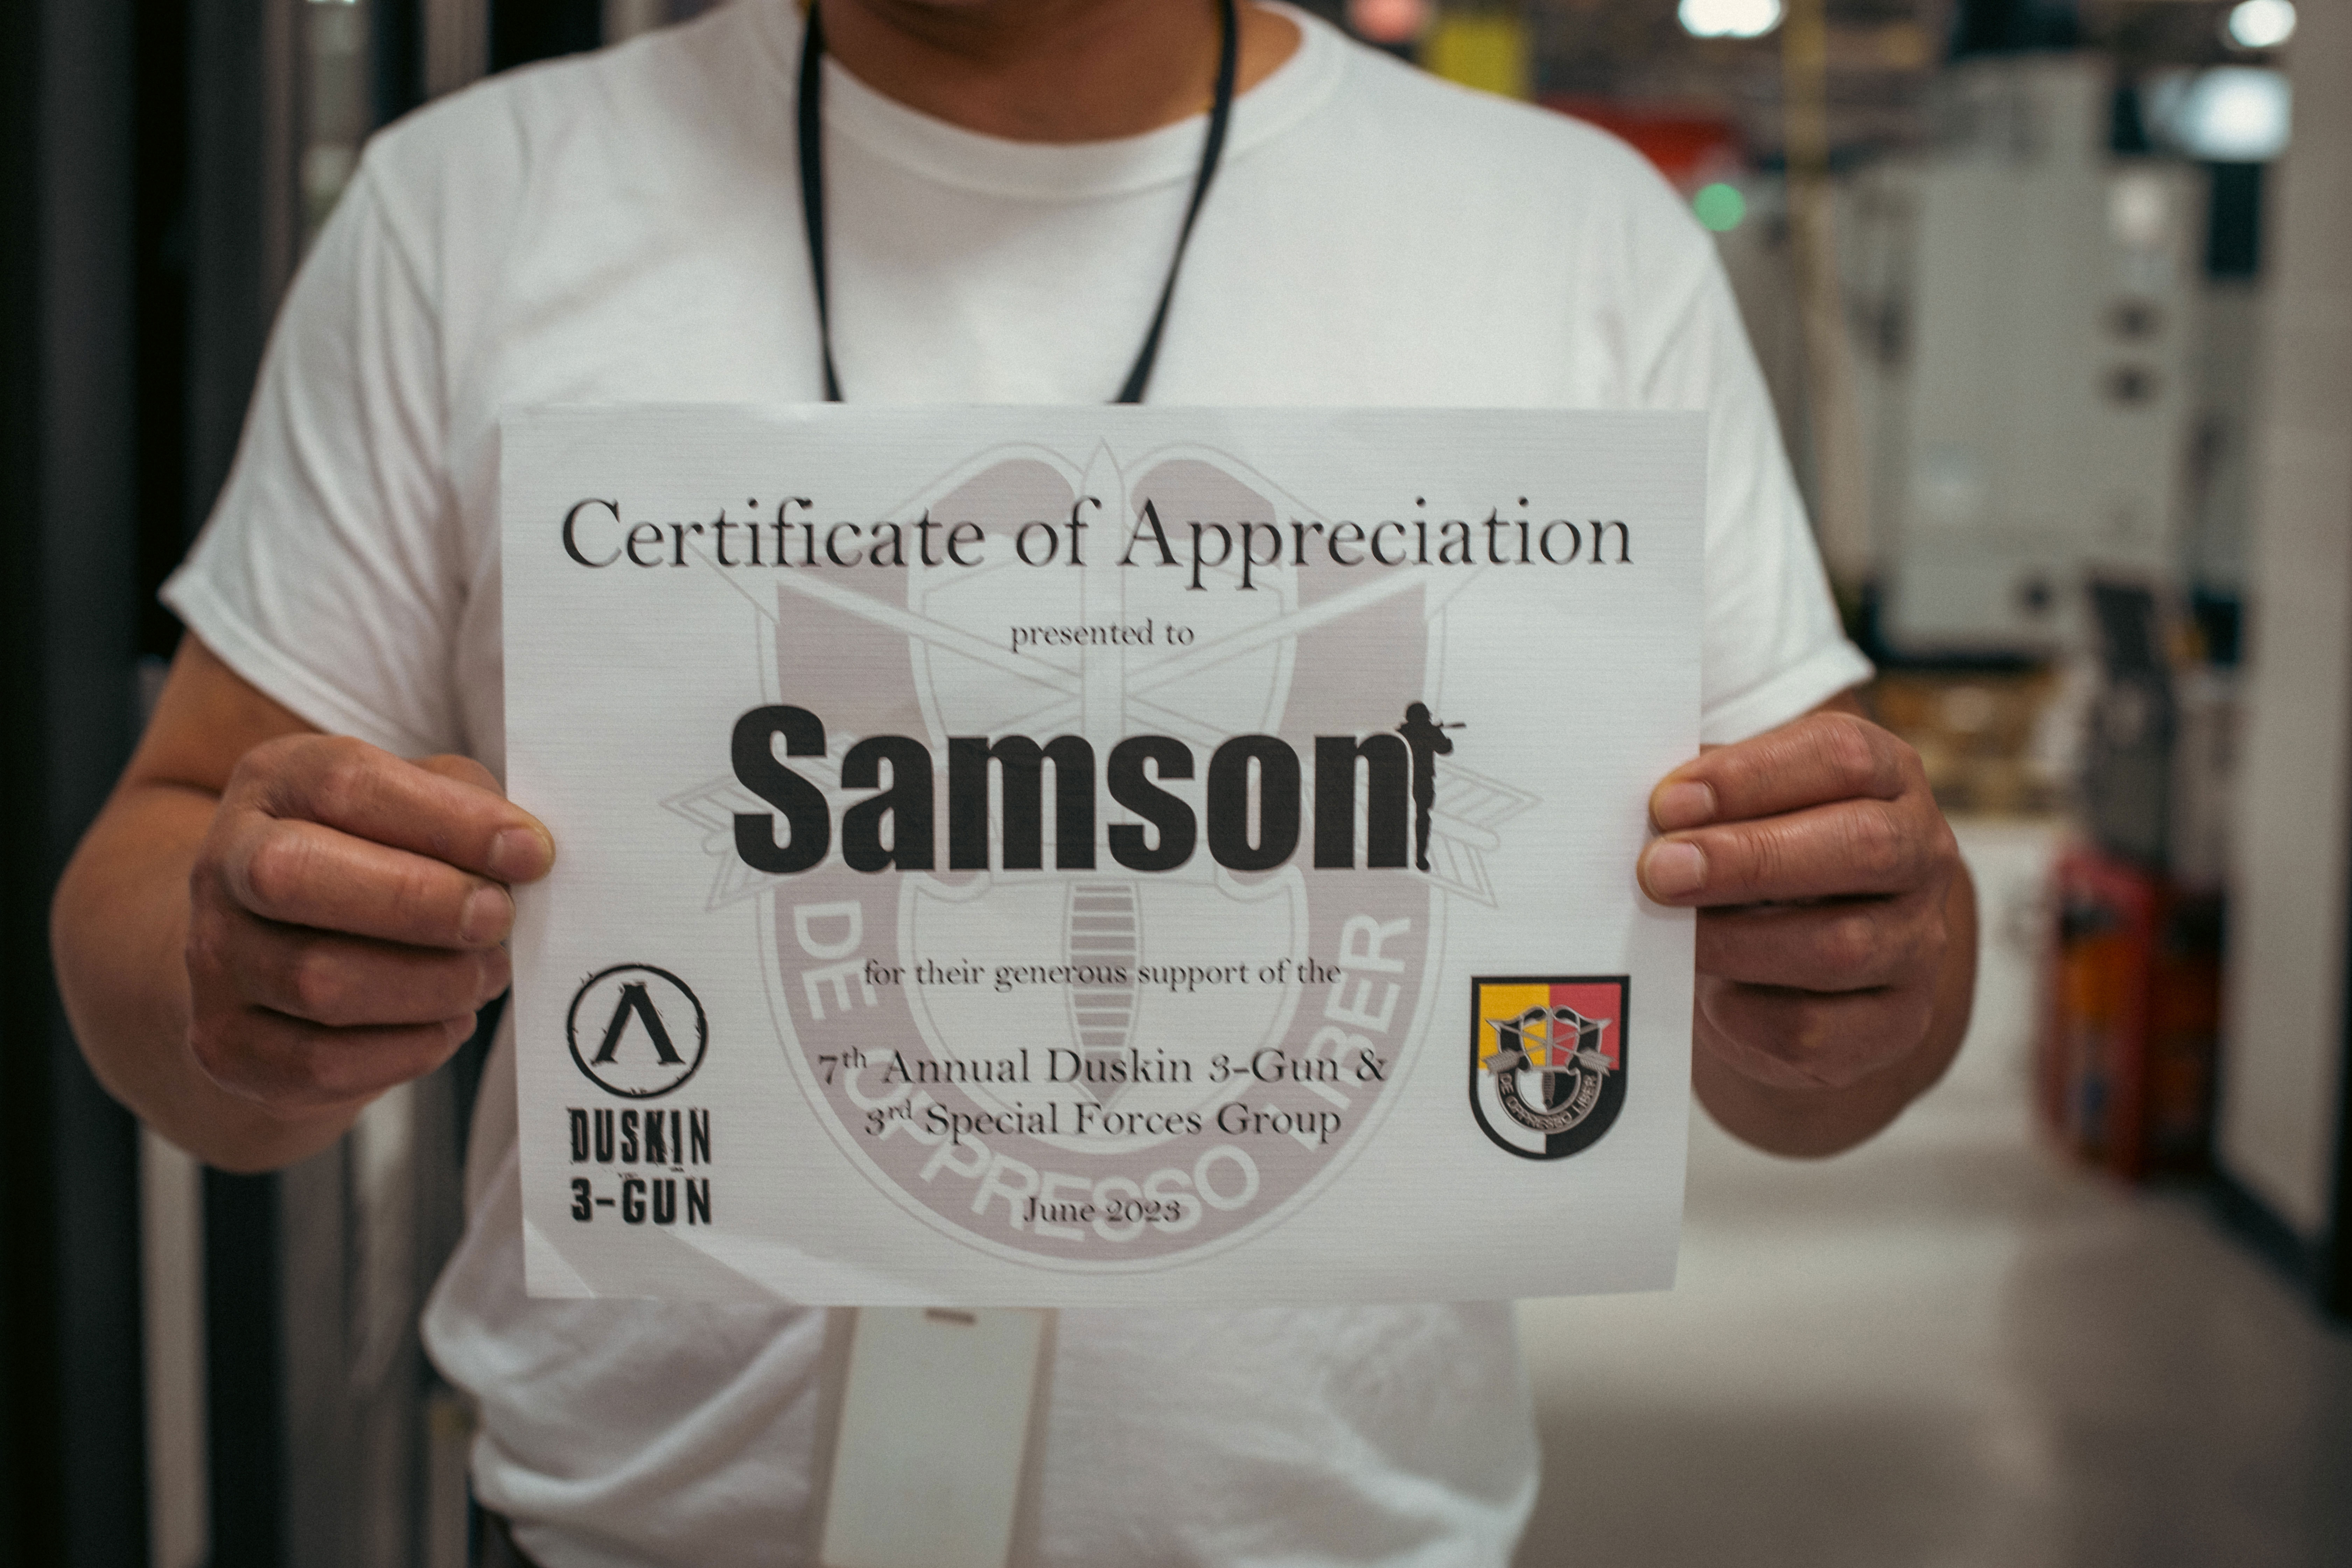 Certificate of Appreciation
presented to
Samson
for their generous support of the
7th Annual Duskin 3-Gun &
3rd Special Forces Group
June 2023
DUSKIN
3-GUN
DE OPPRESSO LIBER
DE OPPRESSO LIBER